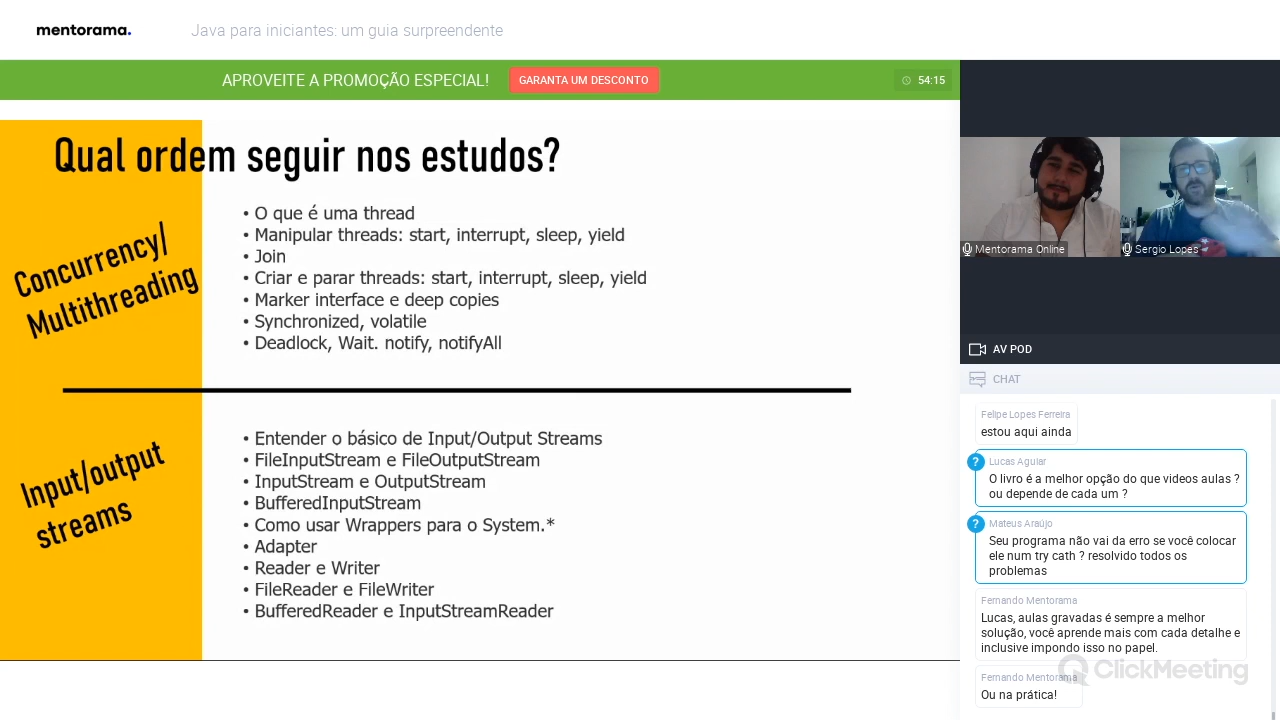 mentorama.
Java para iniciantes: um guia surpreendente
APROVEITE A PROMOÇÃO ESPECIAL!
GARANTA UM DESCONTO
54:15
Qual ordem seguir nos estudos?
Concurrency/
Multithreading
• O que é uma thread
• Manipular threads: start, interrupt, sleep, yield
• Join
• Criar e parar threads: start, interrupt, sleep, yield
• Marker interface e deep copies
• Synchronized, volatile
• Deadlock, Wait. notify, notifyAll
Input/output
streams
• Entender o básico de Input/Output Streams
• FileInputStream e FileOutputStream
• InputStream e OutputStream
• BufferedInputStream
• Como usar Wrappers para o System.*
• Adapter
• Reader e Writer
• FileReader e FileWriter
• BufferedReader e InputStreamReader
Mentorama Online
Sergio Lopes
AV POD
CHAT
Felipe Lopes Ferreira
estou aqui ainda
?
Lucas Aguiar
O livro é a melhor opção do que videos aulas ?
ou depende de cada um ?
?
Mateus Araújo
Seu programa não vai da erro se você colocar
ele num try cath ? resolvido todos os
problemas
Fernando Mentorama
Lucas, aulas gravadas é sempre a melhor
solução, você aprende mais com cada detalhe e
inclusive impondo isso no papel.
Fernando Mentorama
Ou na prática!
ClickMeeting